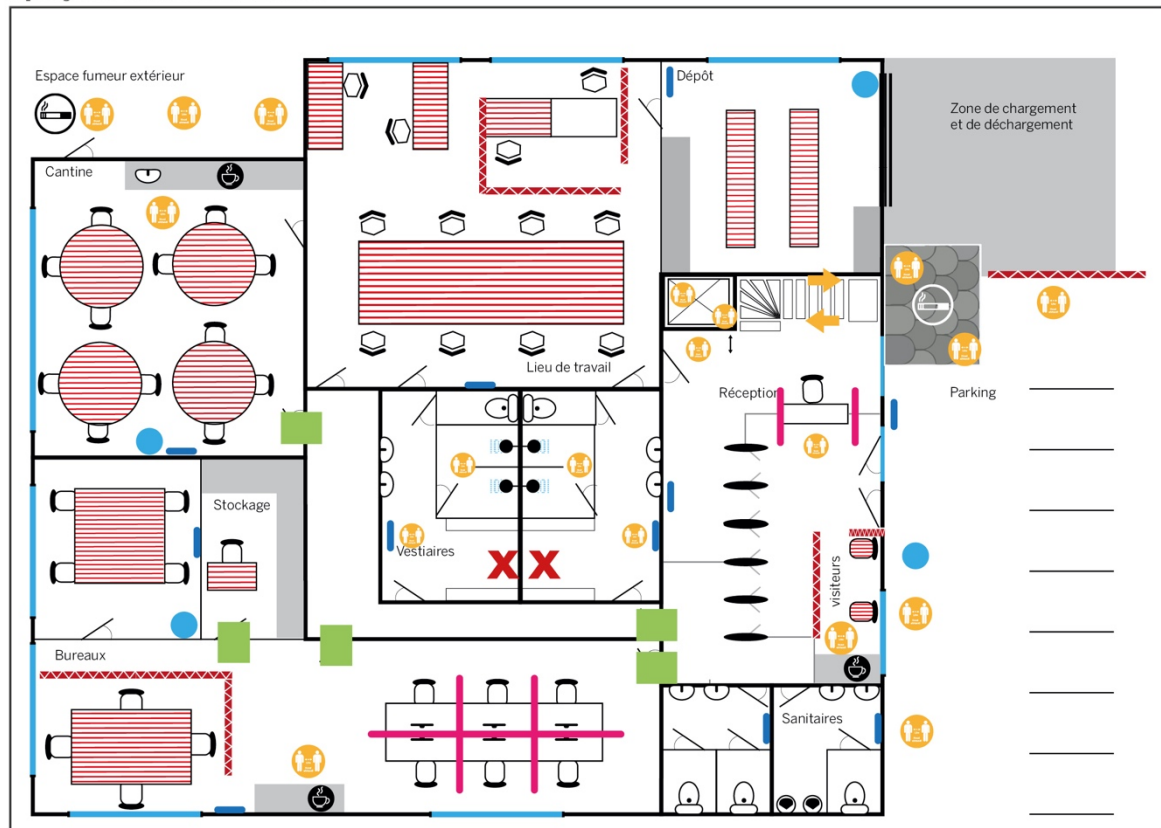 Espace fumeur extérieur
Dépôt
Zone de chargement
et de déchargement
Cantine
Lieu de travail
Réception
Parking
Stockage
Vestiaires
visiteurs
Bureaux
Sanitaires